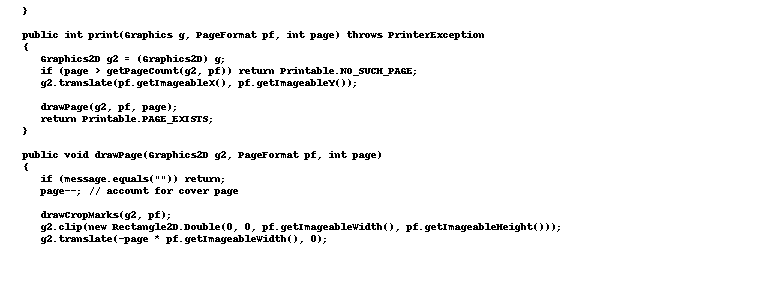 }
public int print(Graphics g, PageFormat pf, int page) throws PrinterException
{
Graphics2D g2 = (Graphics2D) g;
if (page > getPageCount(g2, pf)) return Printable.NO_SUCH_PAGE;
g2.translate(pf.getImageableX(), pf.getImageableY());
drawPage(g2, pf, page);
return Printable.PAGE_EXISTS;
}
public void drawPage(Graphics2D g2, PageFormat pf, int page)
{
if (message.equals("")) return;
page--; // account for cover page
drawCropMarks(g2, pf);
g2.clip(new Rectangle2D.Double(0, 0, pf.getImageableWidth(), pf.getImageableHeight()));
g2.translate(-page * pf.getImageableWidth(), 0);